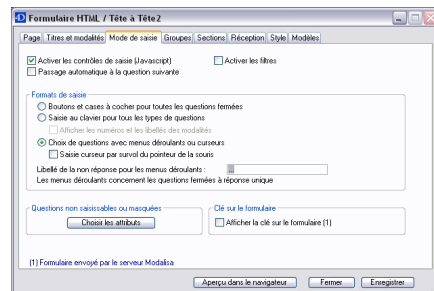 Formulaire HTML / Tête à Tête2
Page Titres et modalités Mode de saisie Groupes Sections Réception Style Modèles
Activer les contrôles de saisie (Javascript) Activer les filtres
Passage automatique à la question suivante
Formats de saisie
Boutons et cases à cocher pour toutes les questions fermées
Saisie au clavier pour tous les types de questions
Afficher les numéros et les libellés des modalités
Choix de questions avec menus déroulants ou curseurs
Saisie curseur par survol du pointeur de la souris
Libellé de la non réponse pour les menus déroulants : ...
Les menus déroulants concernent les questions fermées à réponse unique
Questions non saisissables ou masquées Clé sur le formulaire
Choisir les attributs Afficher la clé sur le formulaire (1)
(1) Formulaire envoyé par le serveur Modalisa
Aperçu dans le navigateur Fermer Enregistrer